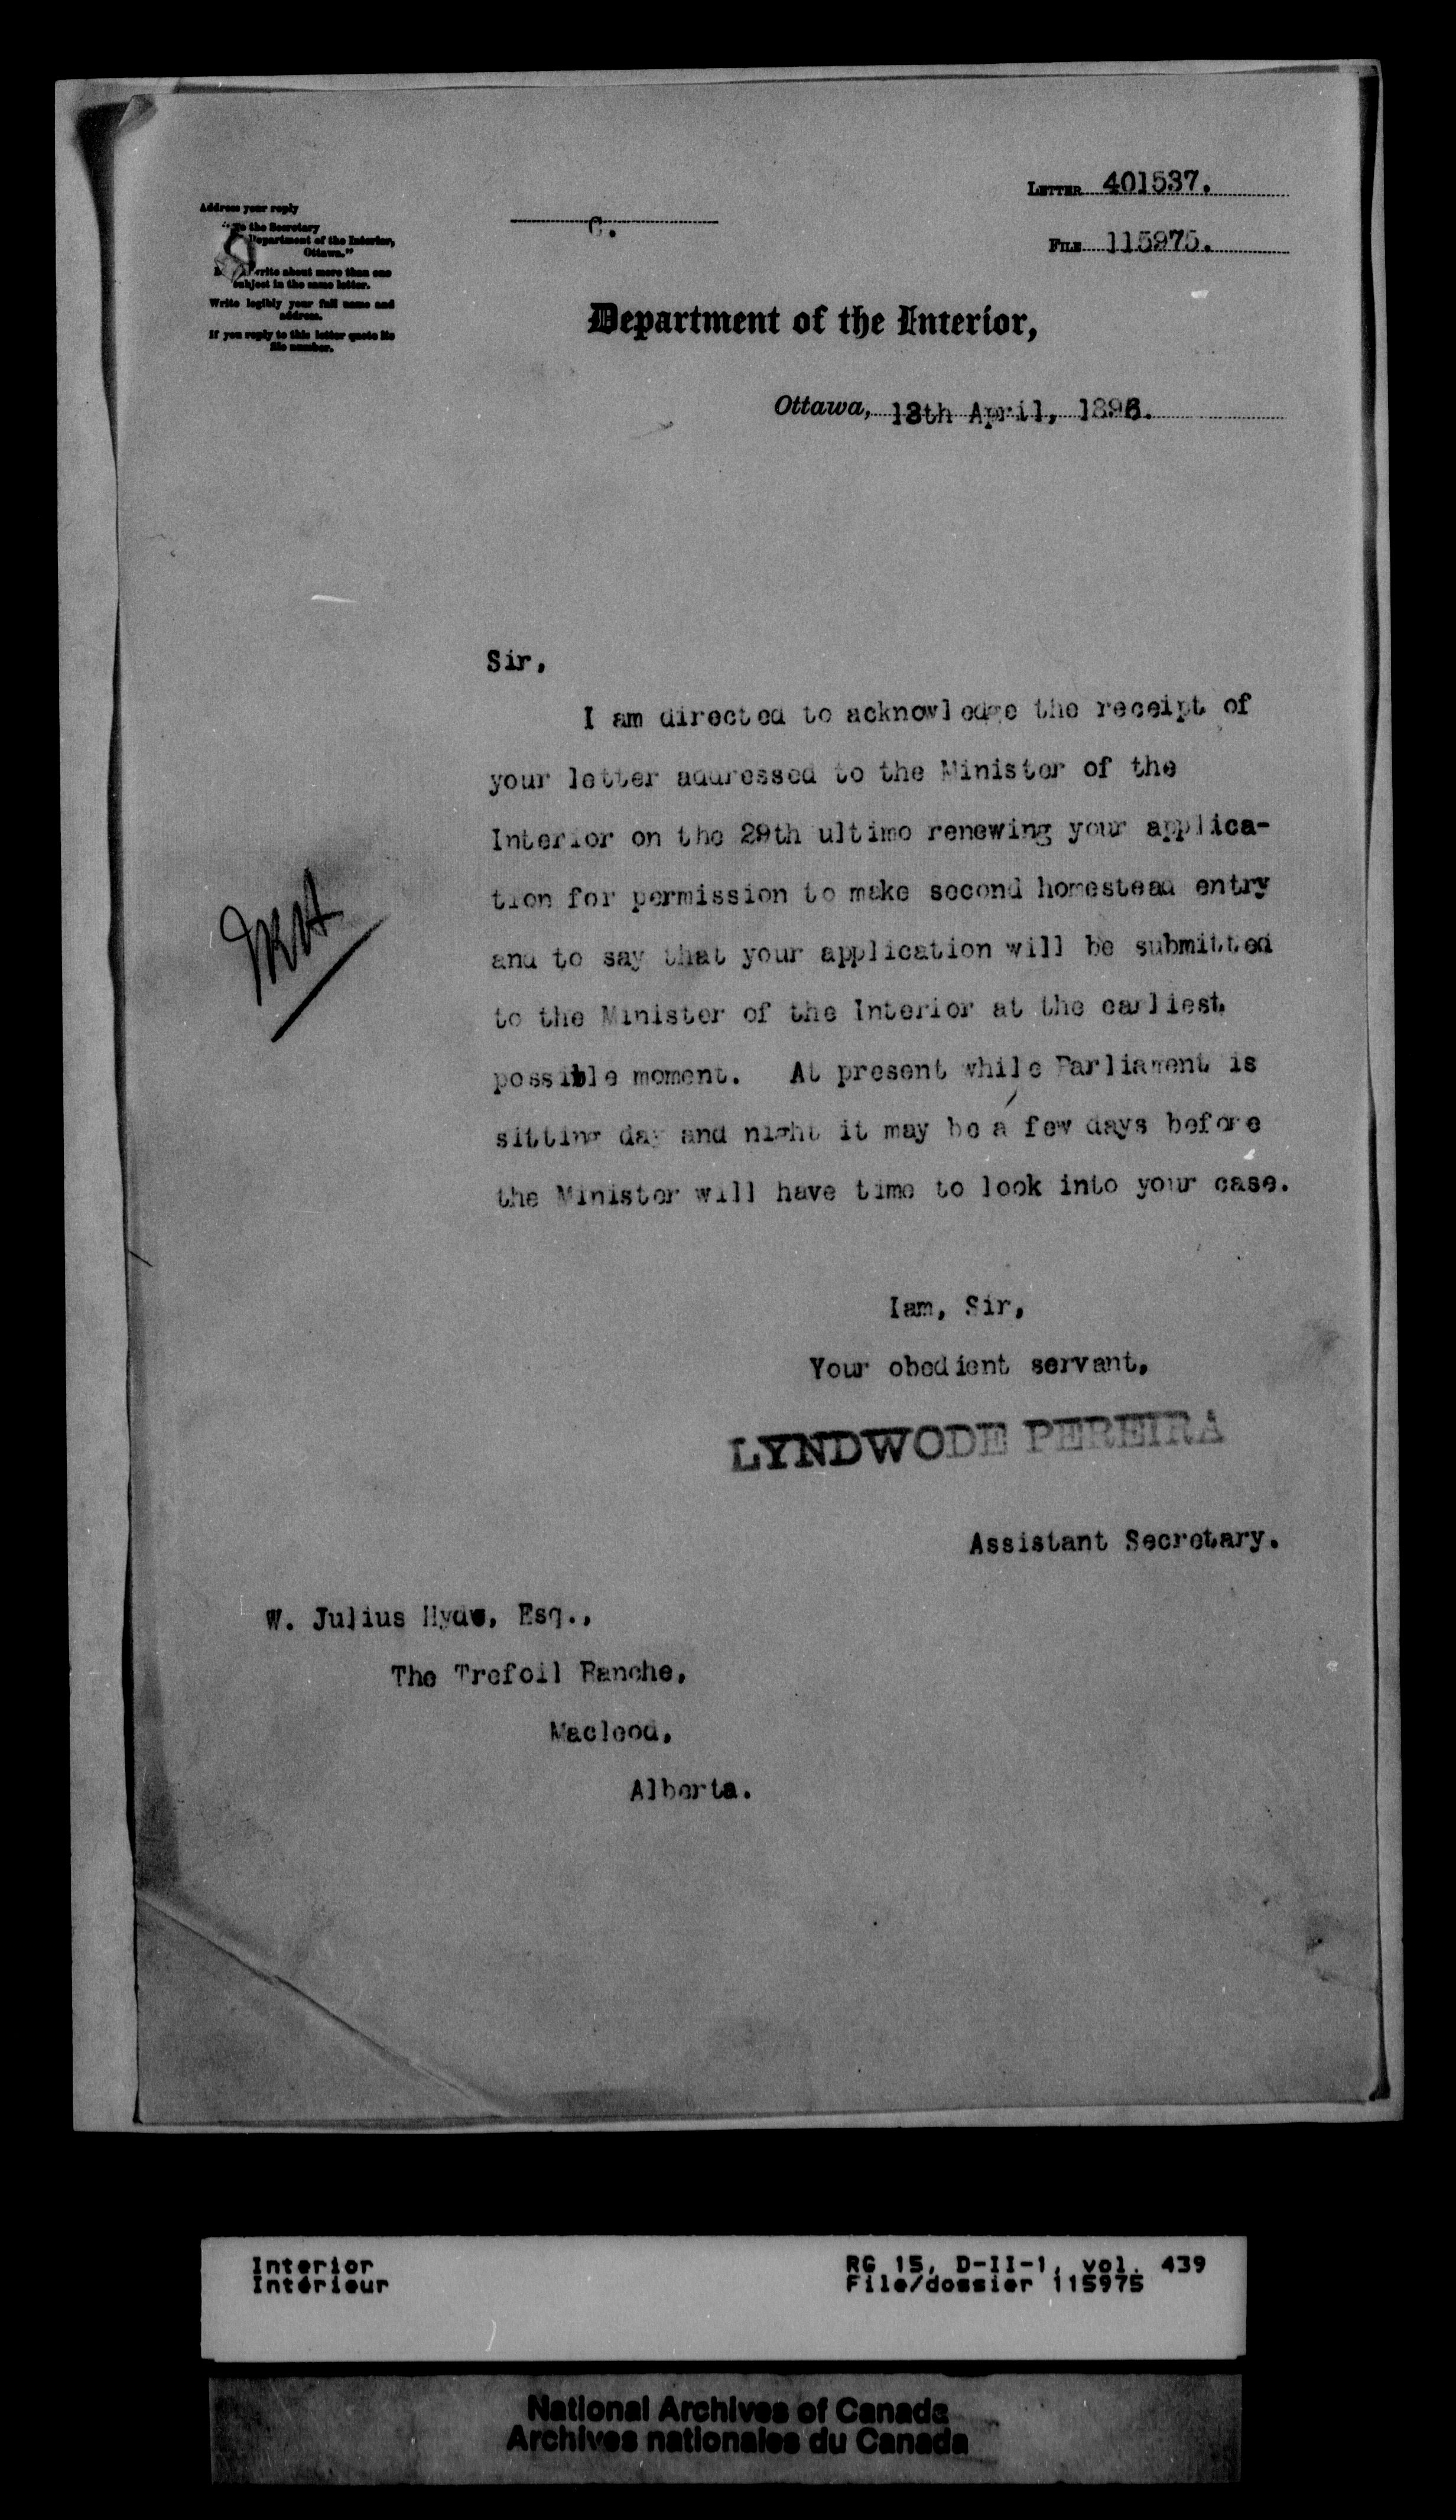 LETTER 401537.
Address your reply
"To the Secretary
C.
Department of the Interior,
Ottawa."
FILE 115975.
write about more than one
subject in the same letter.
Write legibly your full name and
address.
If you reply to this letter quote its
file number.
Department of the Interior,
Ottawa, 13th April, 1896.
Sir,
I am directed to acknowledge the receipt of
your letter addressed to the Minister of the
Interior on the 29th ultimo renewing your applica-
tion for permission to make second homestead entry
and to say that your application will be submitted
to the Minister of the Interior at the earliest
possible moment. At present while Parliament is
sitting day and night it may be a few days before
the Minister will have time to look into your case.
Iam, Sir,
Your obedient servant,
LYNDWODE PEREIRA
Assistant Secretary.
W. Julius Hyde, Esq.,
The Trefoil Ranche,
Macleod,
Alberta.
Interior
Intérieur
RG 15, D-II-1, vol. 439
File/dossier 115975
National Archives of Canada
Archives nationales du Canada